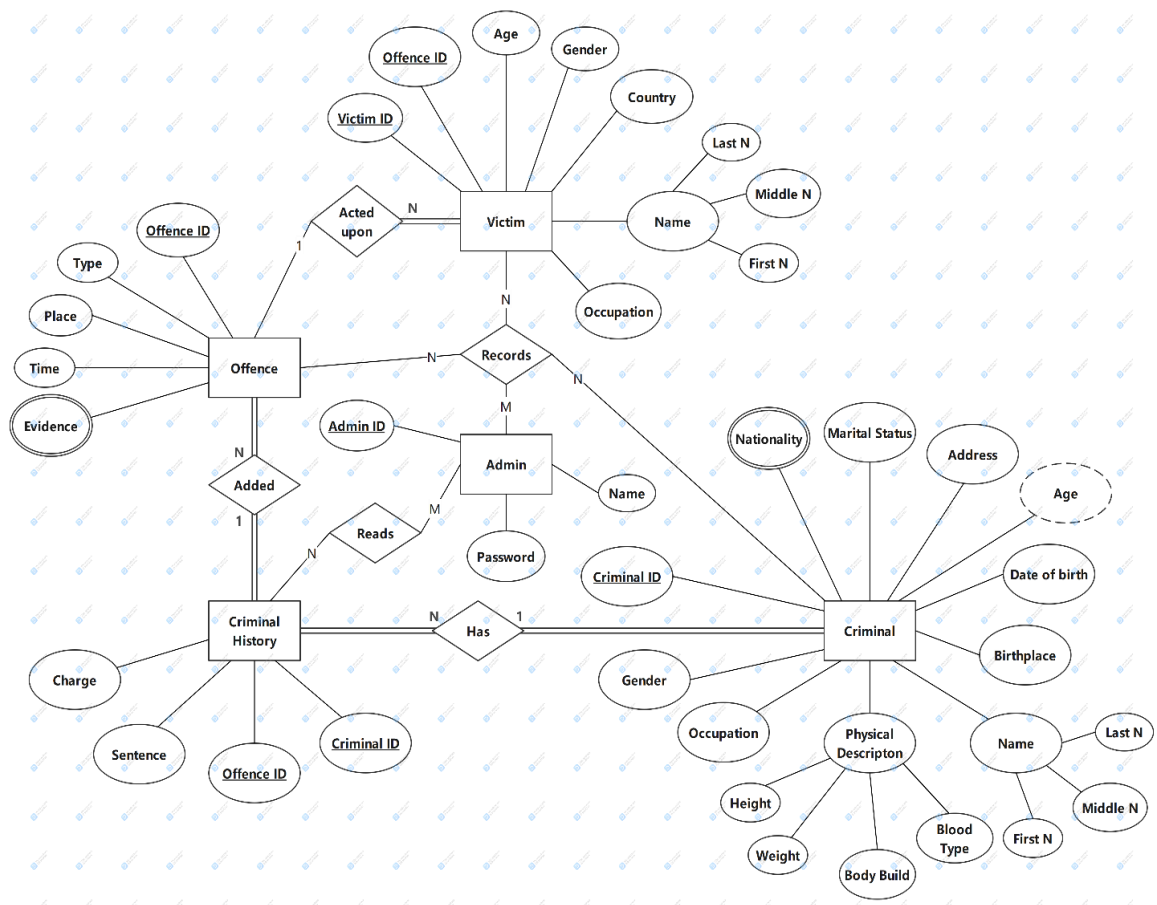 Age
Gender
Offence ID
Country
Victim ID
Last N
Middle N
Name
First N
Occupation
Victim
N
Acted
upon
1
Offence ID
Type
Place
Time
Evidence
Offence
N
Records
N
N
M
Admin ID
Admin
Name
Password
M
Reads
N
N
Added
1
Nationality
Marital Status
Address
Age
Date of birth
Birthplace
Criminal ID
Criminal
1
Has
N
Criminal
History
Charge
Sentence
Offence ID
Criminal ID
Gender
Occupation
Physical
Descripton
Height
Weight
Body Build
Blood
Type
Name
Last N
Middle N
First N